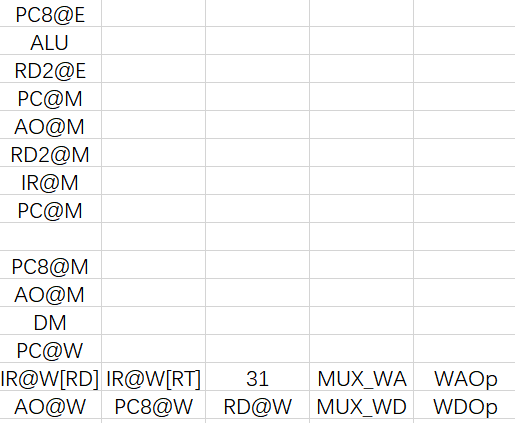 PC8@E
ALU
RD2@E
PC@M
AO@M
RD2@M
IR@M
PC@M
PC8@M
AO@M
DM
PC@W
IR@W[RD] IR@W[RT] 31 MUX_WA WAOp
AO@W PC8@W RD@W MUX_WD WDOp